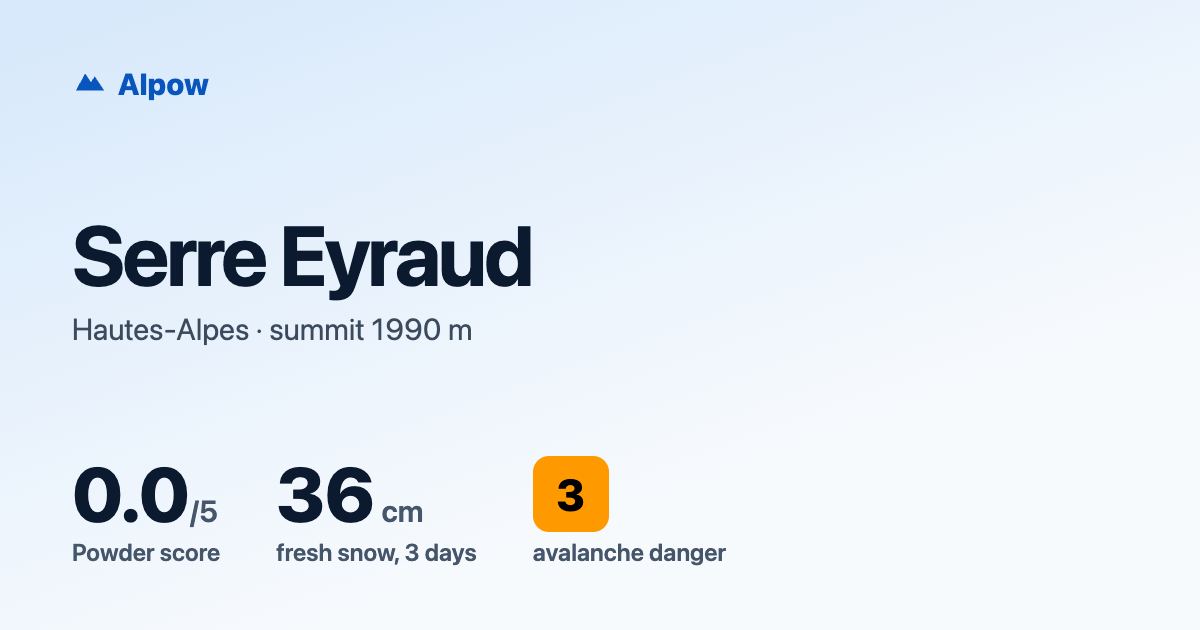 Alpow
Serre Eyraud
Hautes-Alpes · summit 1990 m
0.0/5
Powder score
36 cm
fresh snow, 3 days
3
avalanche danger